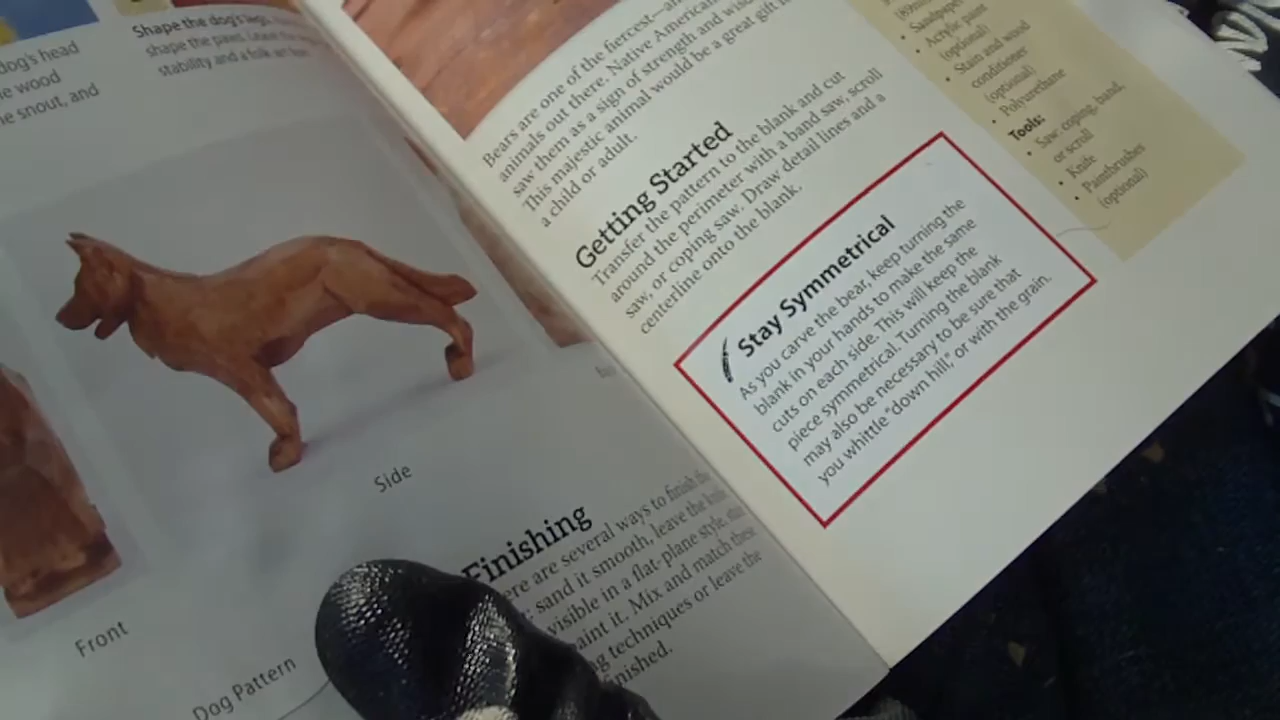 dog's head
e wood
e snout, and
Shape the dog's legs.
shape the paws.
stability and a folk
Side
Front
Dog Pattern
Finishing
ere are several ways to finish
sand it smooth, leave the
visible in a flat-plane style,
aint it. Mix and match these
ng techniques or leave the
nished.
Bears are one of the fiercest—
animals out there. Native American
saw them as a sign of strength and
This majestic animal would be a great gift
a child or adult.
Getting Started
Transfer the pattern to the blank and cut
around the perimeter with a band saw, scroll
saw, or coping saw. Draw detail lines and a
centerline onto the blank.
Stay Symmetrical
As you carve the bear, keep turning the
blank in your hands to make the same
cuts on each side. This will keep the
piece symmetrical. Turning the blank
may also be necessary to be sure that
you whittle "down hill," or with the grain.
• Sandpaper
• Acrylic paint
(optional)
• Stain and wood
conditioner
(optional)
• Polyurethane
Tools:
• Saw: coping, band,
or scroll
• Knife
• Paintbrushes
(optional)